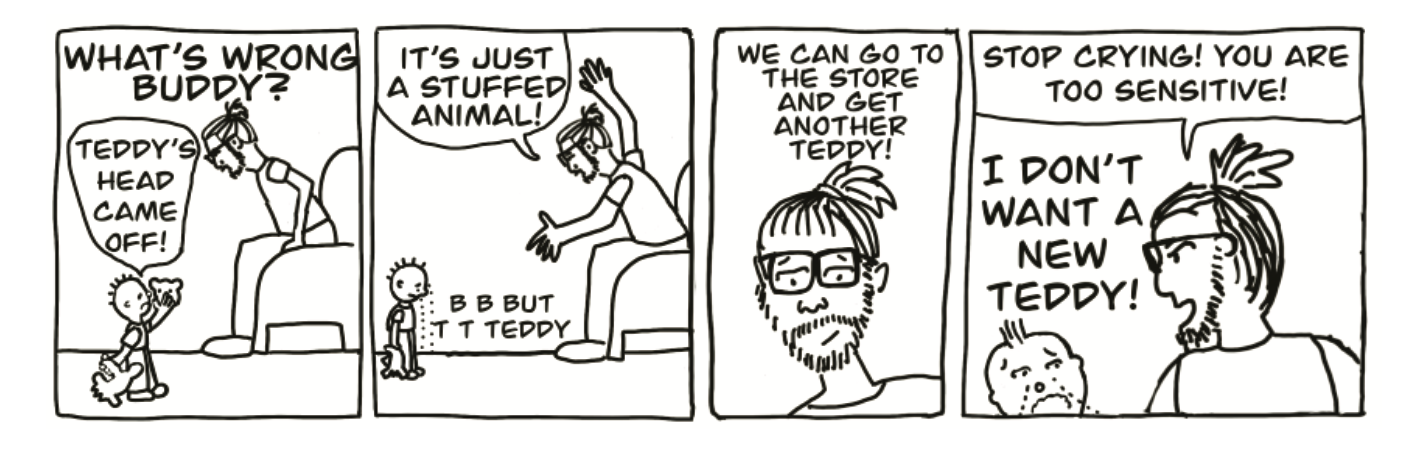 WHAT'S WRONG
BUDDY?
TEDDY'S
HEAD
CAME
OFF!
IT'S JUST
A STUFFED
ANIMAL!
B B BUT
T T TEDDY
WE CAN GO TO
THE STORE
AND GET
ANOTHER
TEDDY!
STOP CRYING! YOU ARE
TOO SENSITIVE!
I DON'T
WANT A
NEW
TEDDY!